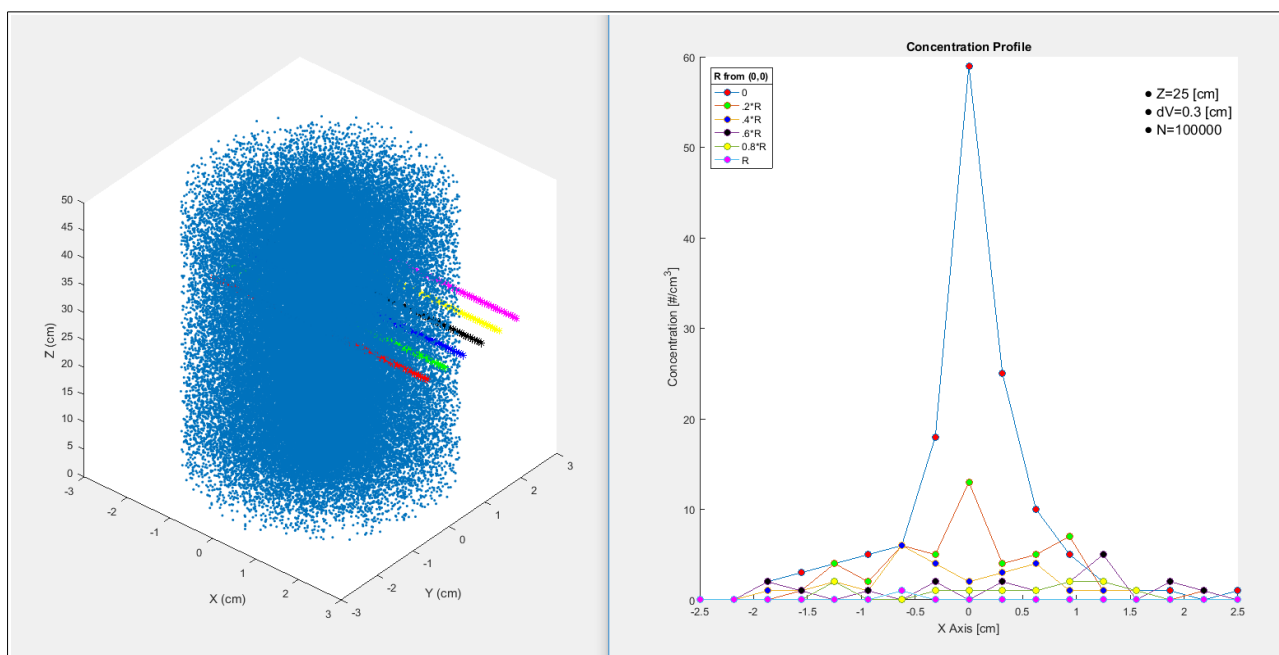 50
45
40
35
30
25
20
15
10
5
0
Z (cm)
-3
-2
-1
0
1
2
3
X (cm)
-3
-2
-1
0
1
2
3
Y (cm)
Concentration Profile
60
50
40
30
20
10
0
Concentration [#/cm³]
R from (0,0)
0
.2*R
.4*R
.6*R
0.8*R
R
● Z=25 [cm]
● dV=0.3 [cm]
● N=100000
-2.5 -2 -1.5 -1 -0.5 0 0.5 1 1.5 2 2.5
X Axis [cm]